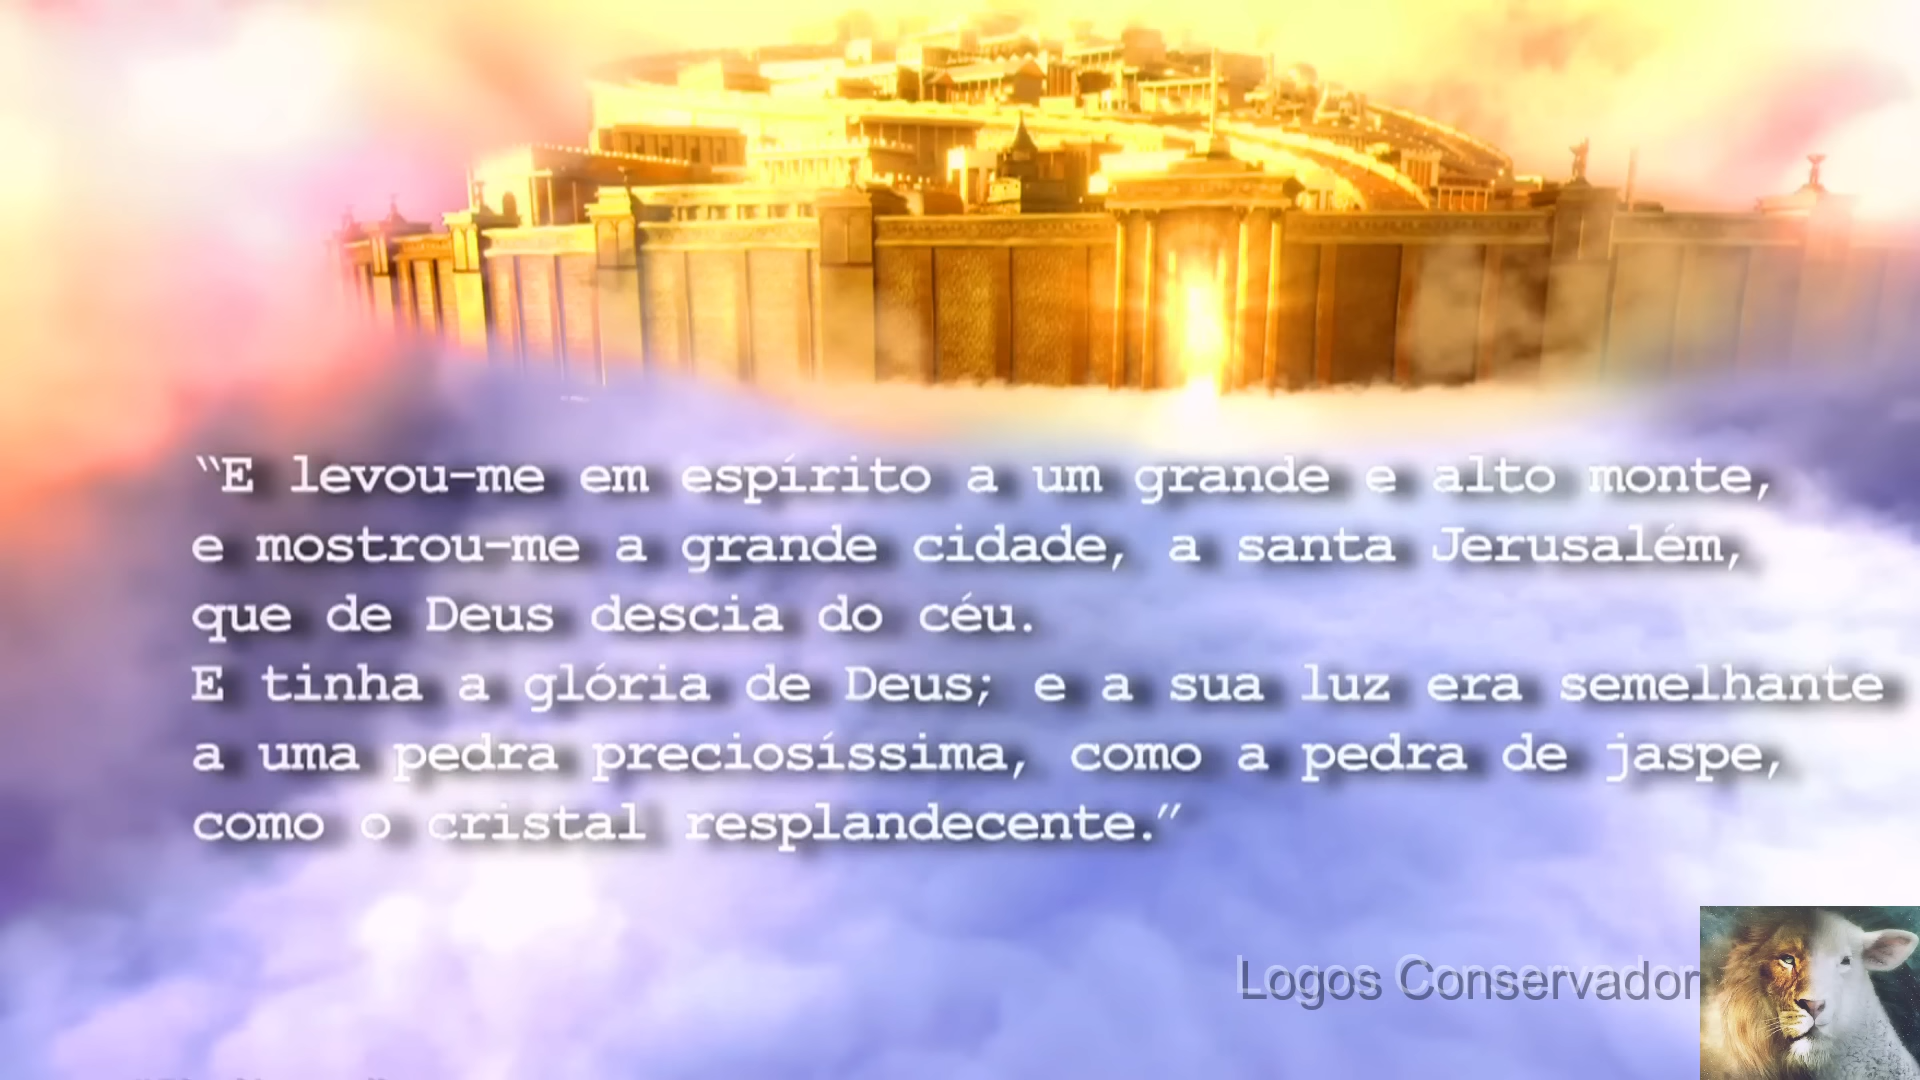 “E levou-me em espírito a um grande e alto monte,
e mostrou-me a grande cidade, a santa Jerusalém,
que de Deus descia do céu.
E tinha a glória de Deus; e a sua luz era semelhante
a uma pedra preciosíssima, como a pedra de jaspe,
como o cristal resplandecente.”
Logos Conservador